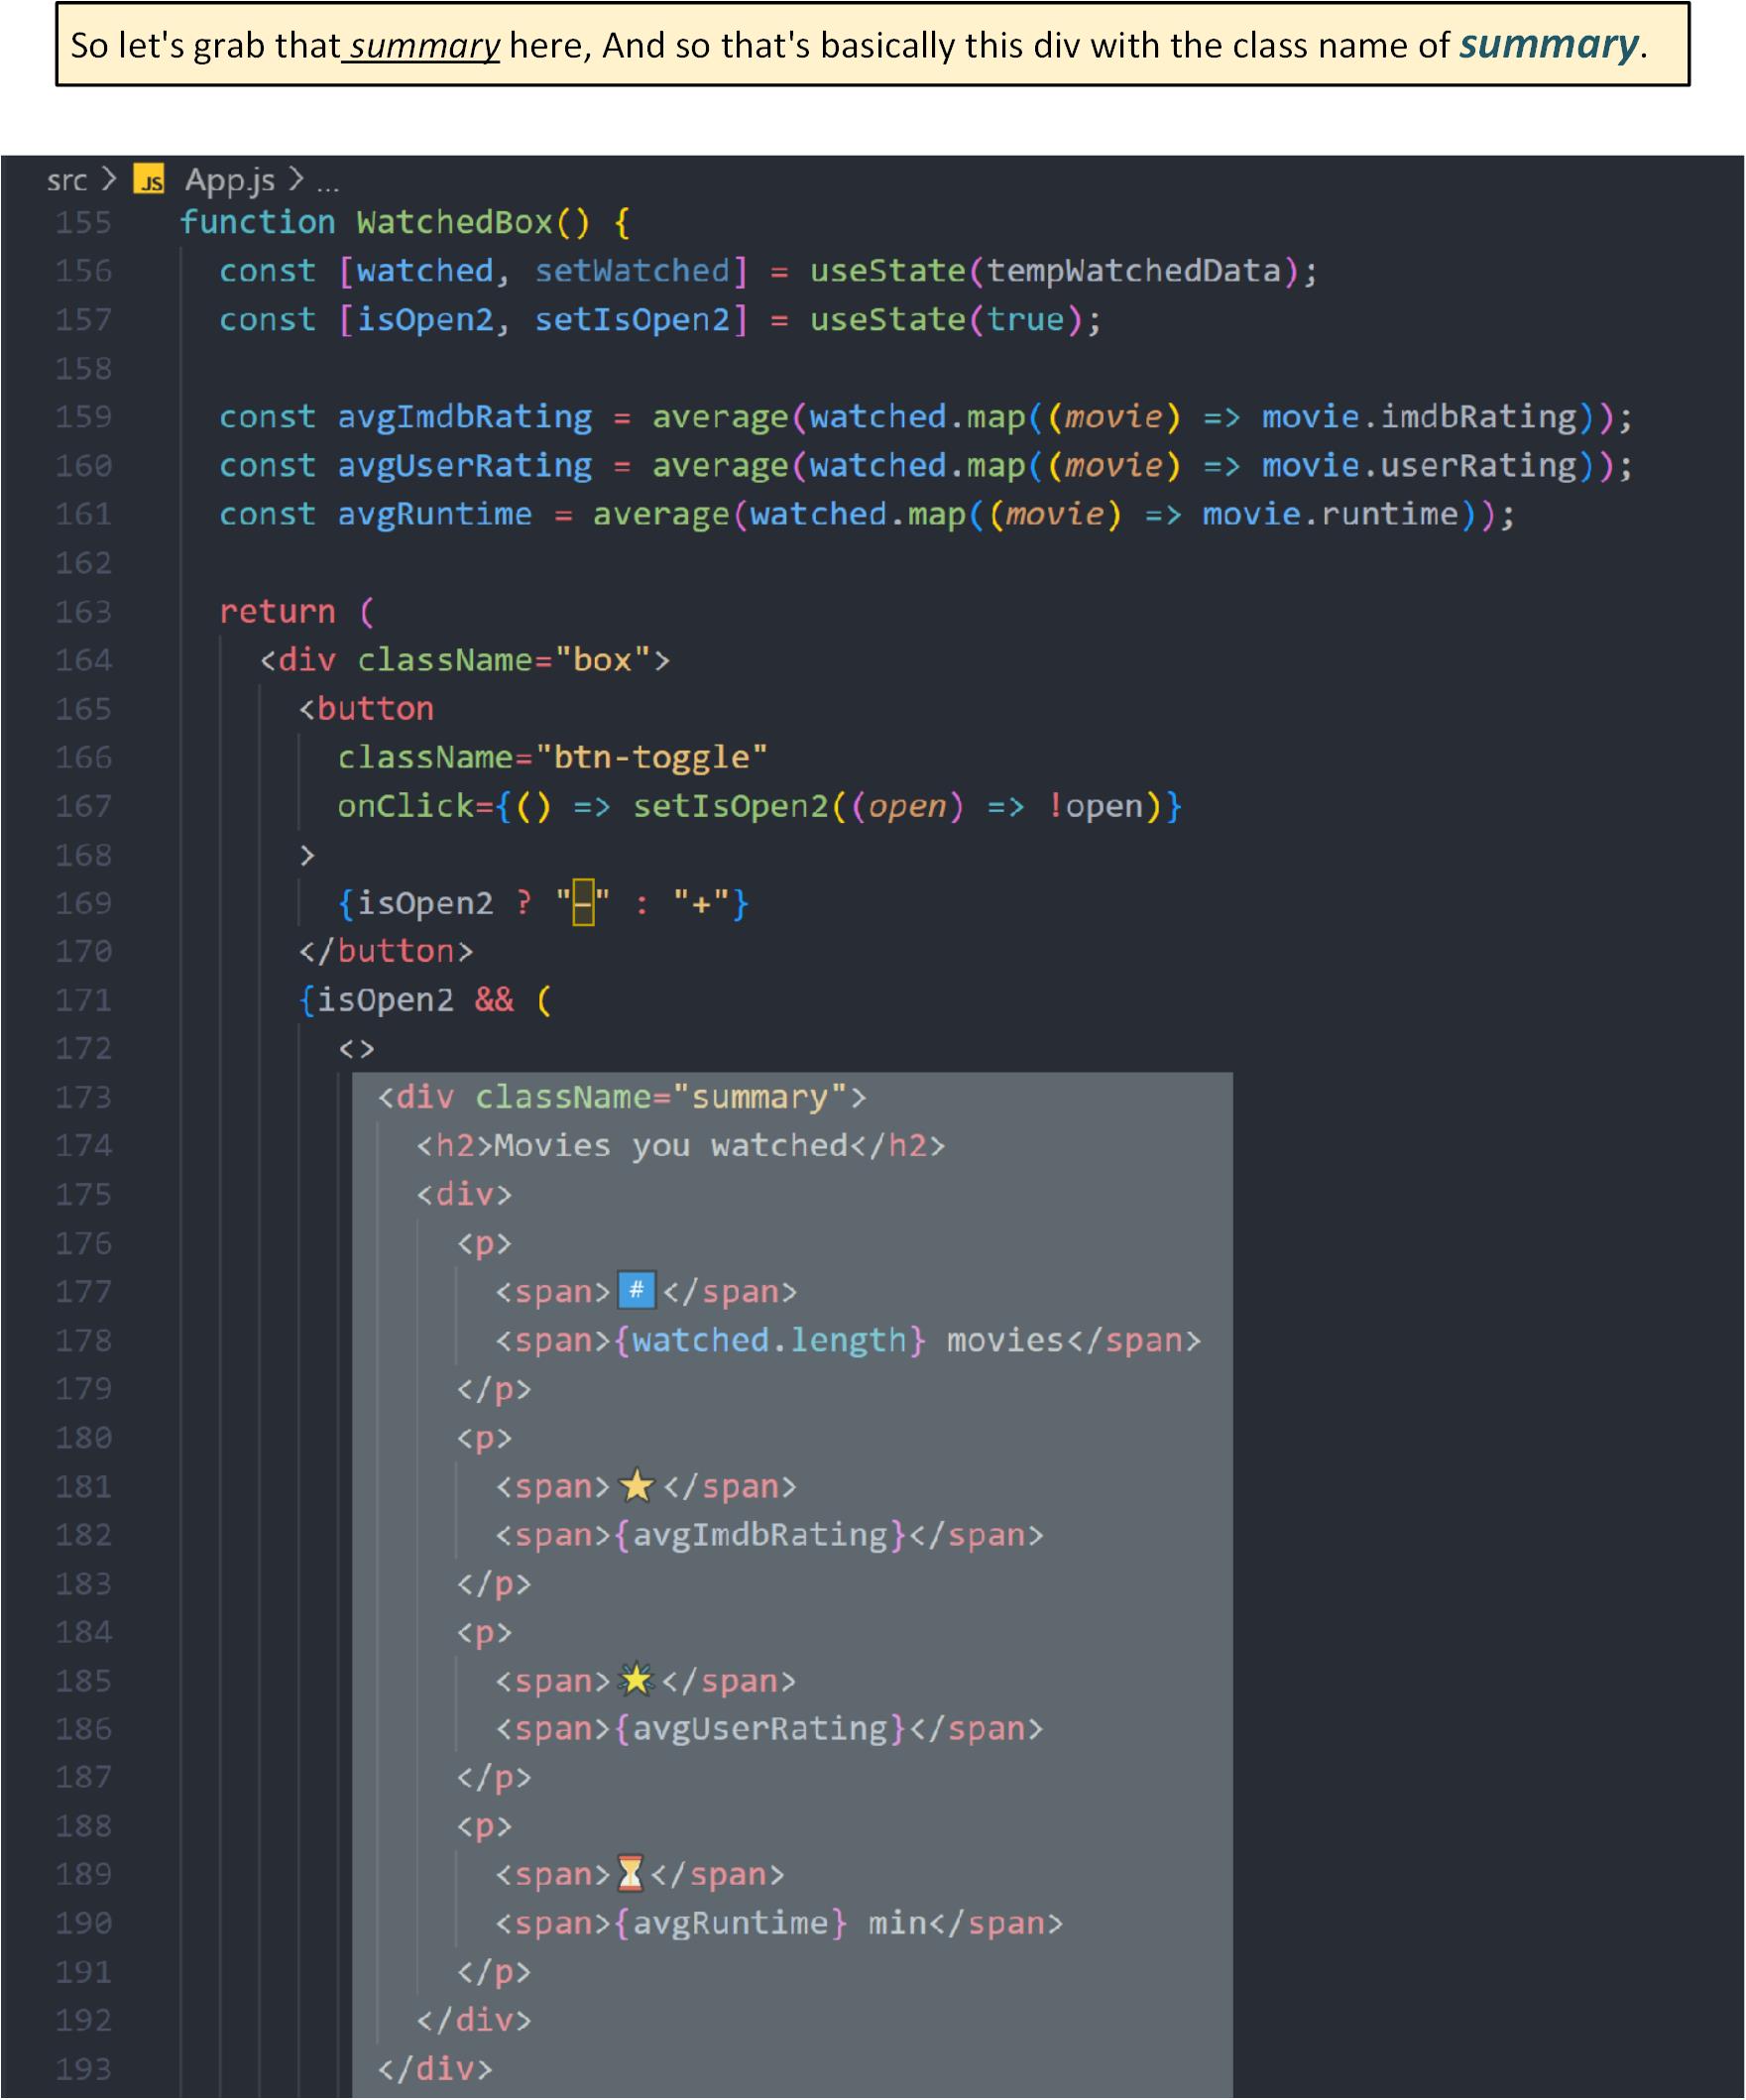 So let's grab that summary here, And so that's basically this div with the class name of summary.
src > JS App.js > ...
155 function WatchedBox() {
156 const [watched, setWatched] = useState(tempWatchedData);
157 const [isOpen2, setIsOpen2] = useState(true);
158
159 const avgImdbRating = average(watched.map((movie) => movie.imdbRating));
160 const avgUserRating = average(watched.map((movie) => movie.userRating));
161 const avgRuntime = average(watched.map((movie) => movie.runtime));
162
163 return (
164 <div className="box">
165 <button
166 className="btn-toggle"
167 onClick={() => setIsOpen2((open) => !open)}
168 >
169 {isOpen2 ? "–" : "+"}
170 </button>
171 {isOpen2 && (
172 <>
173 <div className="summary">
174 <h2>Movies you watched</h2>
175 <div>
176 <p>
177 <span>#️⃣</span>
178 <span>{watched.length} movies</span>
179 </p>
180 <p>
181 <span>⭐️</span>
182 <span>{avgImdbRating}</span>
183 </p>
184 <p>
185 <span>🌟</span>
186 <span>{avgUserRating}</span>
187 </p>
188 <p>
189 <span>⏳</span>
190 <span>{avgRuntime} min</span>
191 </p>
192 </div>
193 </div>